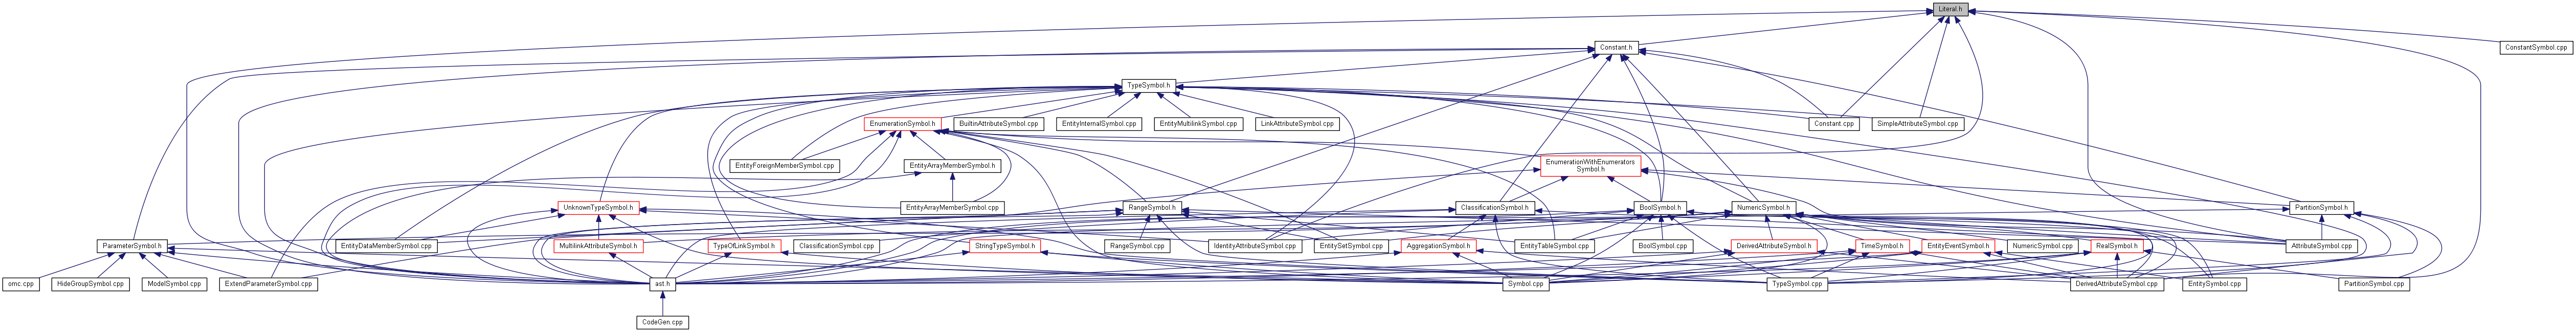 Literal.h
Constant.h
ConstantSymbol.cpp
TypeSymbol.h
EnumerationSymbol.h
BuiltinAttributeSymbol.cpp
EntityInternalSymbol.cpp
EntityMultilinkSymbol.cpp
LinkAttributeSymbol.cpp
Constant.cpp
SimpleAttributeSymbol.cpp
EntityForeignMemberSymbol.cpp
EntityArrayMemberSymbol.h
EnumerationWithEnumerators
Symbol.h
UnknownTypeSymbol.h
EntityArrayMemberSymbol.cpp
RangeSymbol.h
ClassificationSymbol.h
BoolSymbol.h
NumericSymbol.h
PartitionSymbol.h
ParameterSymbol.h
EntityDataMemberSymbol.cpp
MultilinkAttributeSymbol.h
TypeOfLinkSymbol.h
ClassificationSymbol.cpp
StringTypeSymbol.h
RangeSymbol.cpp
IdentityAttributeSymbol.cpp
EntitySetSymbol.cpp
AggregationSymbol.h
EntityTableSymbol.cpp
BoolSymbol.cpp
DerivedAttributeSymbol.h
TimeSymbol.h
EntityEventSymbol.h
NumericSymbol.cpp
RealSymbol.h
AttributeSymbol.cpp
omc.cpp
HideGroupSymbol.cpp
ModelSymbol.cpp
ExtendParameterSymbol.cpp
ast.h
Symbol.cpp
TypeSymbol.cpp
DerivedAttributeSymbol.cpp
EntitySymbol.cpp
PartitionSymbol.cpp
CodeGen.cpp